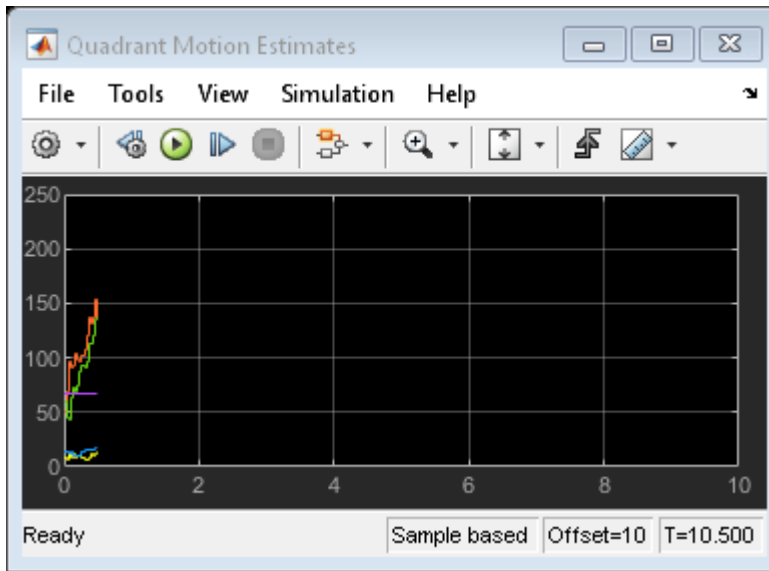 Quadrant Motion Estimates
File Tools View Simulation Help
250
200
150
100
50
0
0 2 4 6 8 10
Ready Sample based Offset=10 T=10.500